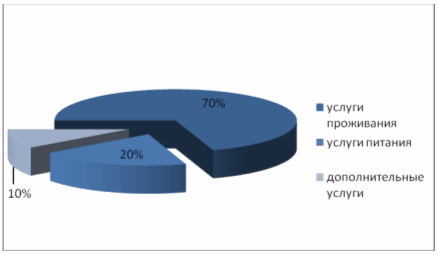 70%
20%
10%
услуги
проживания
услуги питания
дополнительные
услуги